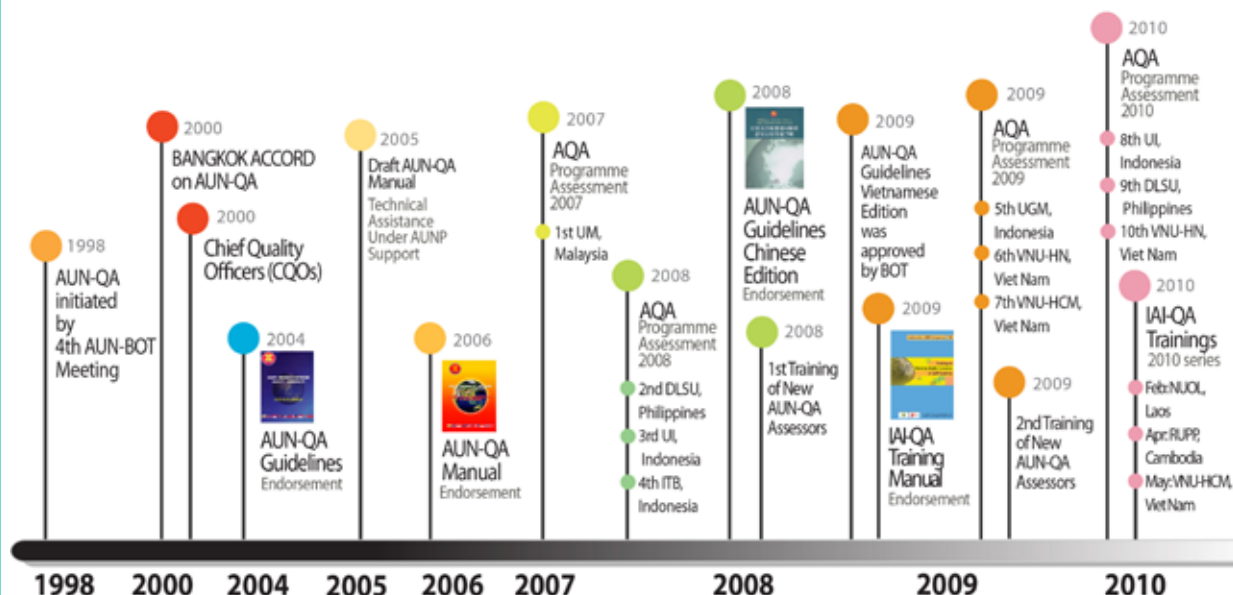 1998
AUN-QA
initiated
by
4th AUN-BOT
Meeting
2000
BANGKOK ACCORD
on AUN-QA
2000
Chief Quality
Officers (CQOs)
2004
AUN-QA
Guidelines
Endorsement
2005
Draft AUN-QA
Manual
Technical
Assistance
Under AUNP
Support
2006
AUN-QA
Manual
Endorsement
2007
AQA
Programme
Assessment
2007
1st UM,
Malaysia
2008
AQA
Programme
Assessment
2008
2nd DLSU,
Philippines
3rd UI,
Indonesia
4th ITB,
Indonesia
2008
AUN-QA
Guidelines
Chinese
Edition
Endorsement
2008
1st Training
of New
AUN-QA
Assessors
2009
AUN-QA
Guidelines
Vietnamese
Edition
was
approved
by BOT
2009
IAI-QA
Training
Manual
2009
AQA
Programme
Assessment
2009
5th UGM,
Indonesia
6th VNU-HN,
Viet Nam
7th VNU-HCM,
Viet Nam
2009
2nd Training
of New
AUN-QA
Assessors
2010
AQA
Programme
Assessment
2010
8th UI,
Indonesia
9th DLSU,
Philippines
10th VNU-HN,
Viet Nam
2010
IAI-QA
Trainings
2010 series
Feb:NUOL,
Laos
Apr:RUPP,
Cambodia
May:VNU-HCM,
Viet Nam
1998 2000 2004 2005 2006 2007 2008 2009 2010